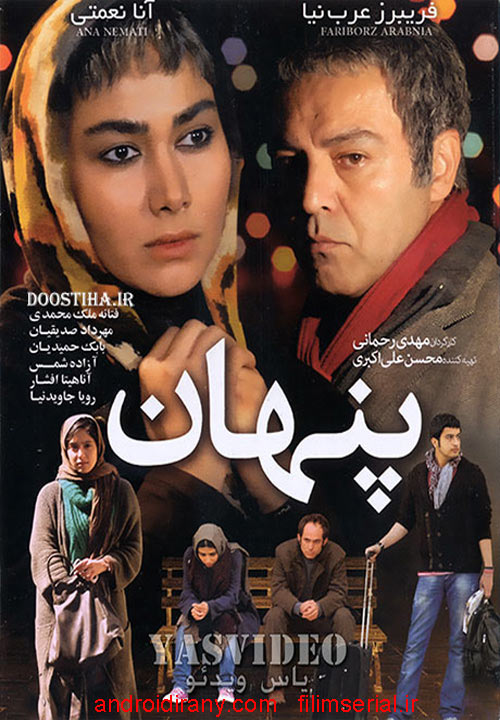 آنا نعمتی
ANA NEMATI
فریبرز عرب نیا
FARIBORZ ARABNIA
DOOSTIHA.IR
فتانه ملک محمدی
مهرداد صدیقیان
بابک حمیدیان
آزاده شمس
آناهیتا افشار
رویا جاویدنیا
کارگردان مهدی رحمانی
تهیه کننده محسن علی اکبری
پنهان
YASVIDEO
یاس ویدئو
androidirany.com filmserial.ir